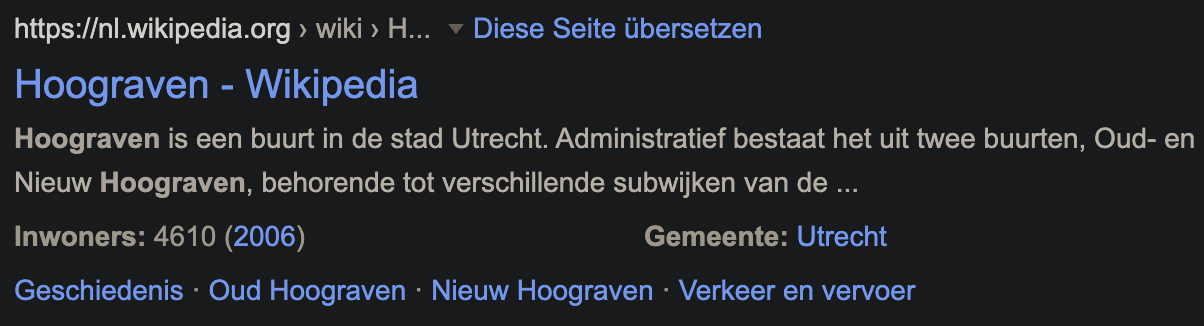 https://nl.wikipedia.org › wiki › H... Diese Seite übersetzen
Hoograven - Wikipedia
Hoograven is een buurt in de stad Utrecht. Administratief bestaat het uit twee buurten, Oud- en
Nieuw Hoograven, behorende tot verschillende subwijken van de ...
Inwoners: 4610 (2006) Gemeente: Utrecht
Geschiedenis · Oud Hoograven · Nieuw Hoograven · Verkeer en vervoer